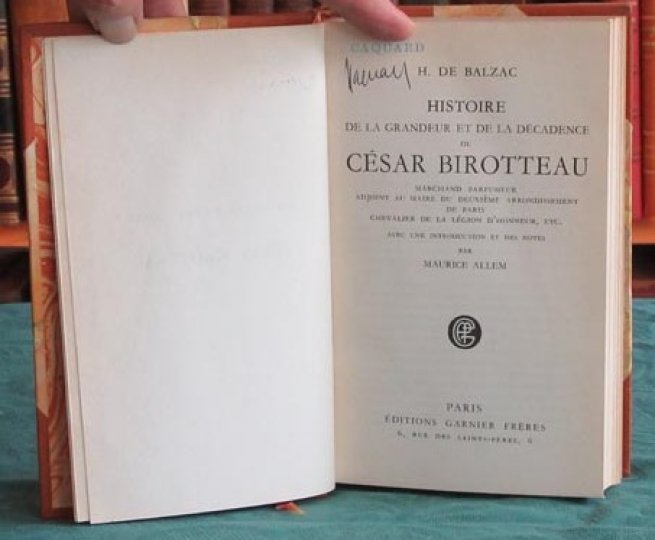 CAQUARD
H. DE BALZAC
HISTOIRE
DE LA GRANDEUR ET DE LA DÉCADENCE
DE
CÉSAR BIROTTEAU
MARCHAND PARFUMEUR
ADJOINT AU MAIRE DU DEUXIÈME ARRONDISSEMENT
DE PARIS
CHEVALIER DE LA LÉGION D'HONNEUR, ETC.
AVEC UNE INTRODUCTION ET DES NOTES
PAR
MAURICE ALLEM
PARIS
ÉDITIONS GARNIER FRÈRES
6, RUE DES SAINTS-PÈRES, 6